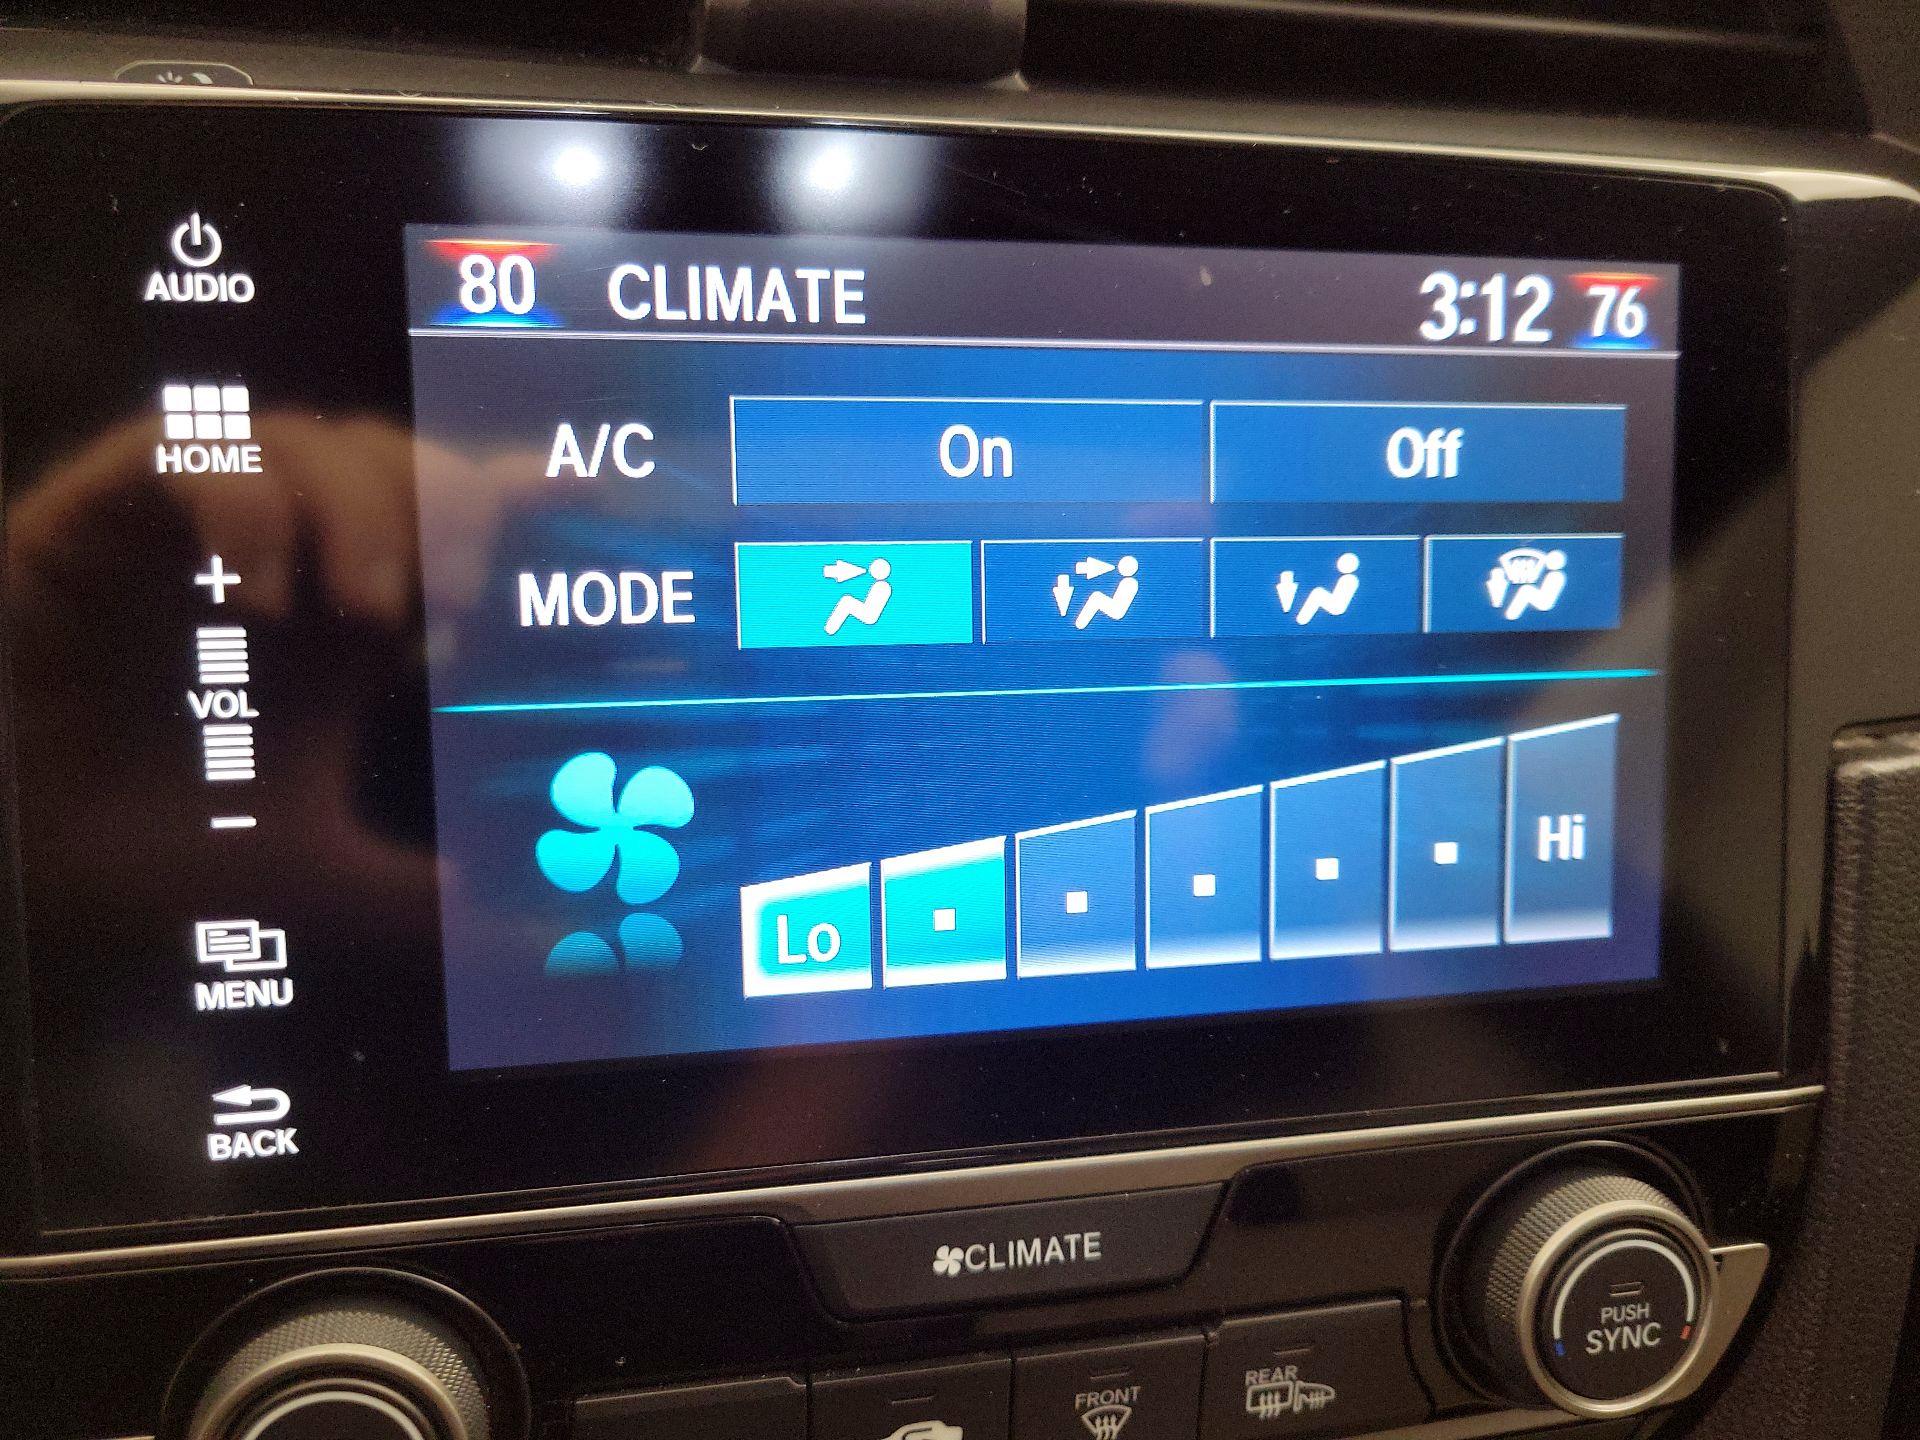 AUDIO
80 CLIMATE 3:12 76
HOME
A/C On Off
MODE
+
VOL
-
Lo Hi
MENU
BACK
CLIMATE
PUSH
SYNC
FRONT
REAR